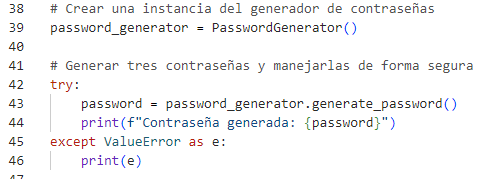 38 # Crear una instancia del generador de contraseñas
39 password_generator = PasswordGenerator()
40
41 # Generar tres contraseñas y manejarlas de forma segura
42 try:
43     password = password_generator.generate_password()
44     print(f"Contraseña generada: {password}")
45 except ValueError as e:
46     print(e)
47